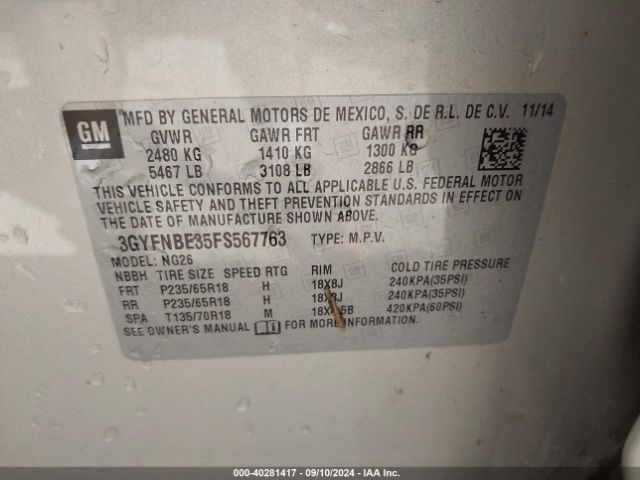 GM
MFD BY GENERAL MOTORS DE MEXICO, S. DE R.L. DE C.V. 11/14
GVWR GAWR FRT GAWR RR
2480 KG 1410 KG 1300 KG
5467 LB 3108 LB 2866 LB
THIS VEHICLE CONFORMS TO ALL APPLICABLE U.S. FEDERAL MOTOR
VEHICLE SAFETY AND THEFT PREVENTION STANDARDS IN EFFECT ON
THE DATE OF MANUFACTURE SHOWN ABOVE.
3GYFNBE35FS567763 TYPE: M.P.V.
MODEL: NG26
NBBH TIRE SIZE SPEED RTG RIM COLD TIRE PRESSURE
FRT P235/65R18 H 18X8J 240KPA(35PSI)
RR P235/65R18 H 18X8J 240KPA(35PSI)
SPA T135/70R18 M 420KPA(60PSI)
SEE OWNER'S MANUAL FOR MORE INFORMATION.
000-40281417 - 09/10/2024 - IAA Inc.